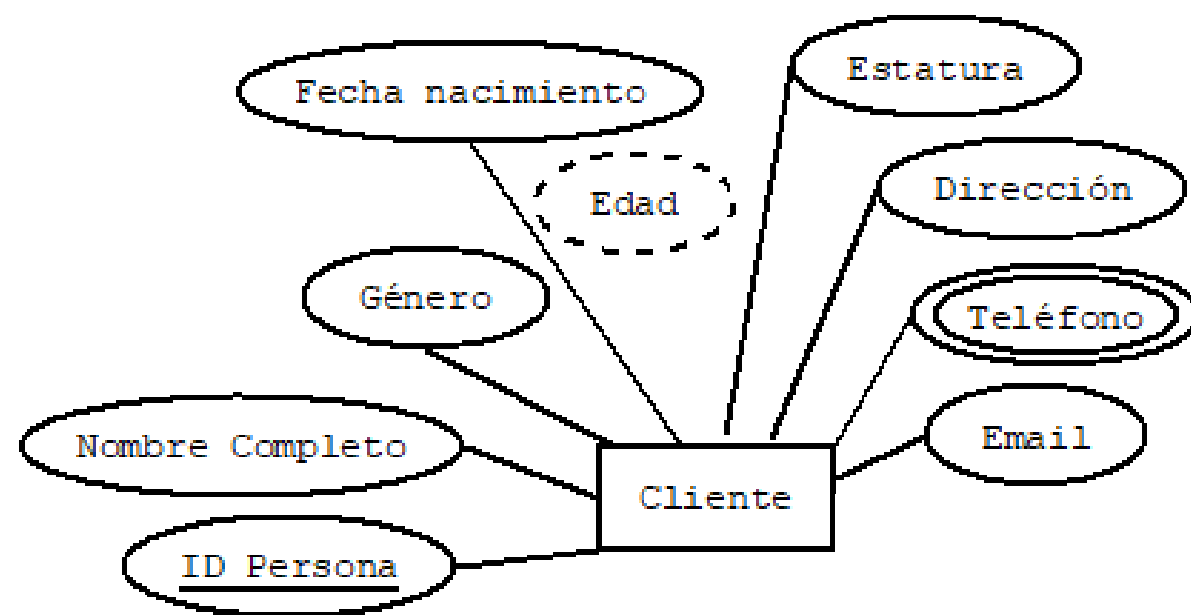 Estatura
Fecha nacimiento
Dirección
Edad
Género
Teléfono
Nombre Completo
Email
Cliente
ID Persona